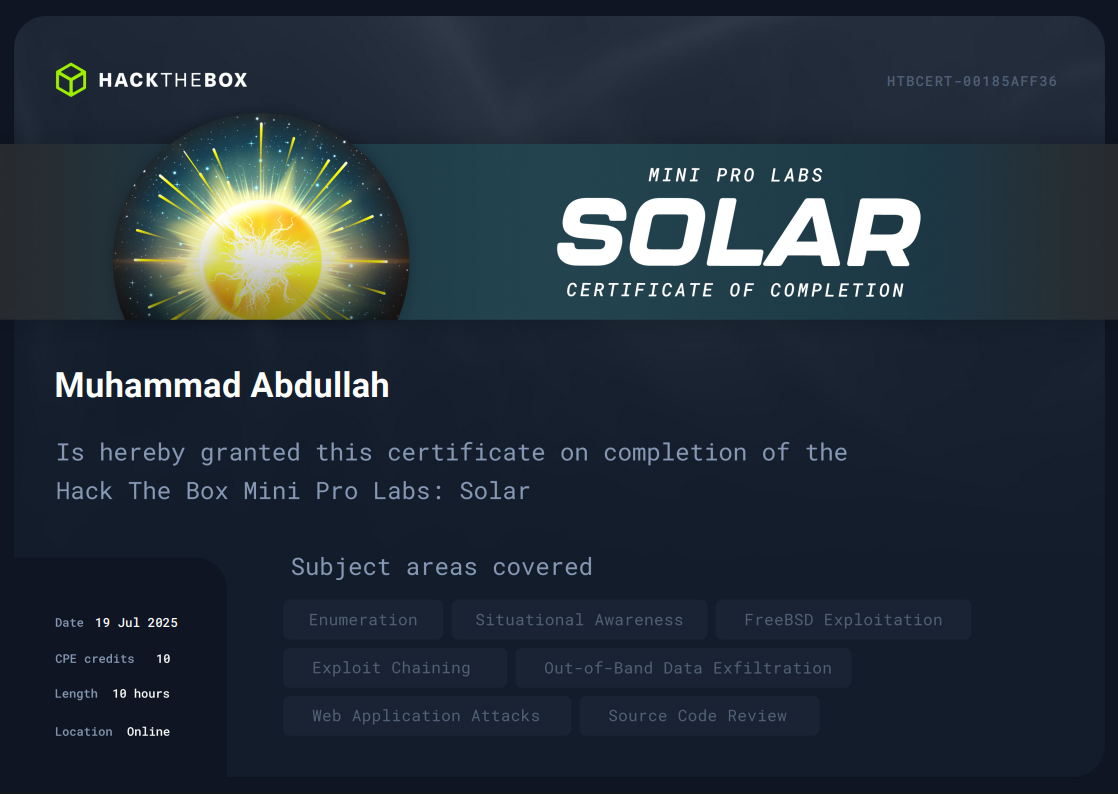 HACKTHEBOX
HTBCERT-00185AFF36
MINI PRO LABS
SOLAR
CERTIFICATE OF COMPLETION
Muhammad Abdullah
Is hereby granted this certificate on completion of the
Hack The Box Mini Pro Labs: Solar
Subject areas covered
Enumeration Situational Awareness FreeBSD Exploitation
Exploit Chaining Out-of-Band Data Exfiltration
Web Application Attacks Source Code Review
Date 19 Jul 2025
CPE credits 10
Length 10 hours
Location Online